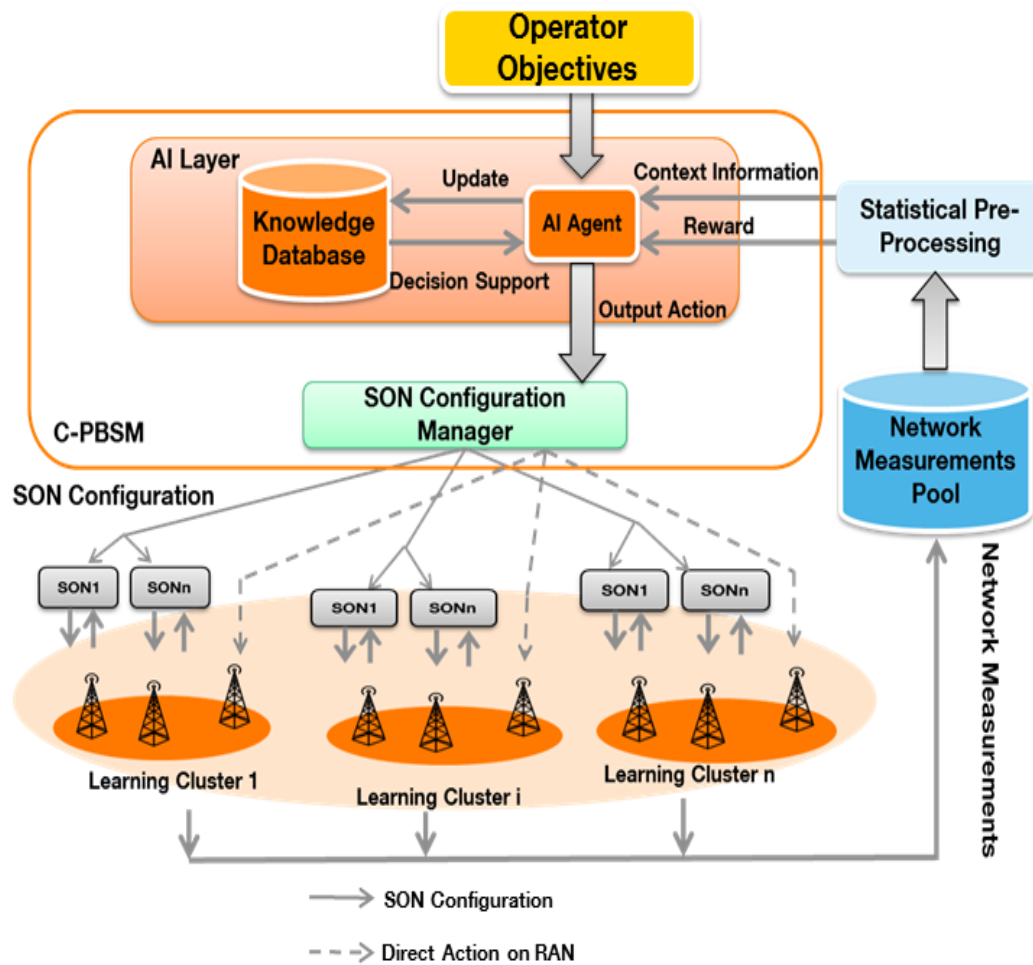 Operator
Objectives
AI Layer
Update
Context Information
Knowledge
Database
AI Agent
Reward
Statistical Pre-
Processing
Decision Support
Output Action
SON Configuration
Manager
C-PBSM
Network
Measurements
Pool
SON Configuration
Network Measurements
SON1
SONn
SON1
SONn
SON1
SONn
Learning Cluster 1
Learning Cluster i
Learning Cluster n
SON Configuration
Direct Action on RAN